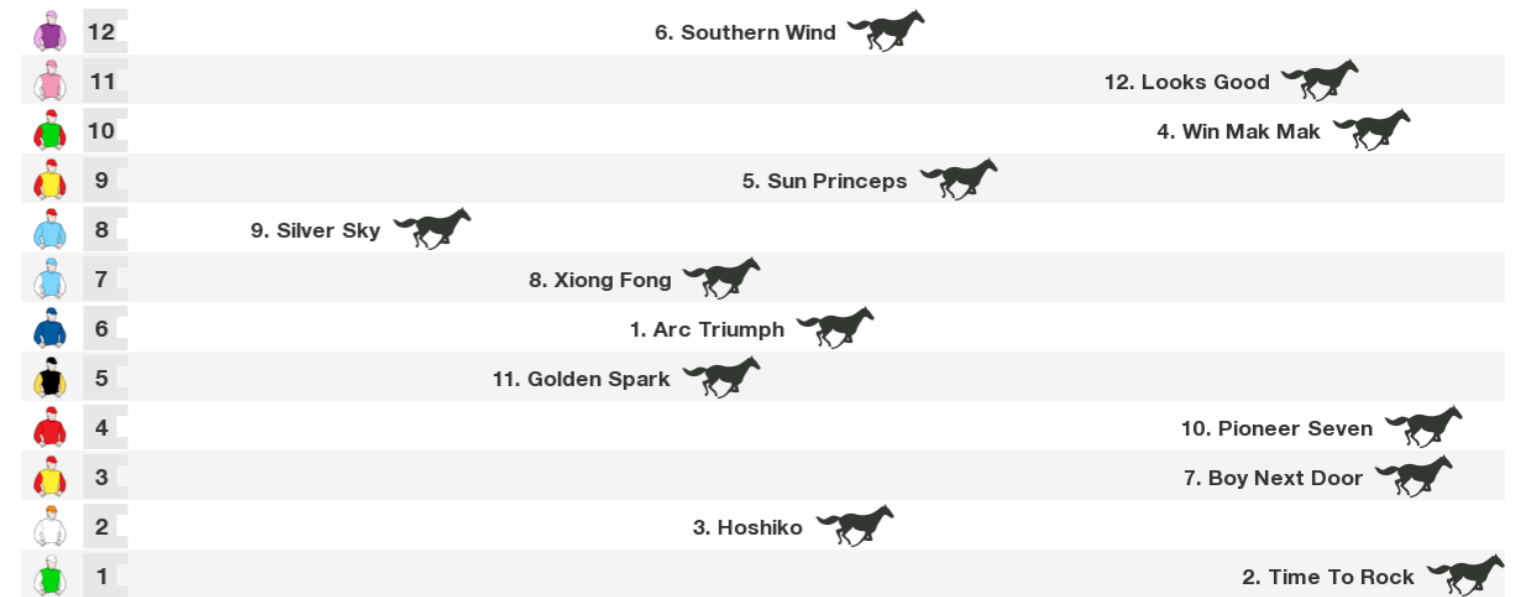 12 6. Southern Wind
11 12. Looks Good
10 4. Win Mak Mak
9 5. Sun Princeps
8 9. Silver Sky
7 8. Xiong Fong
6 1. Arc Triumph
5 11. Golden Spark
4 10. Pioneer Seven
3 7. Boy Next Door
2 3. Hoshiko
1 2. Time To Rock